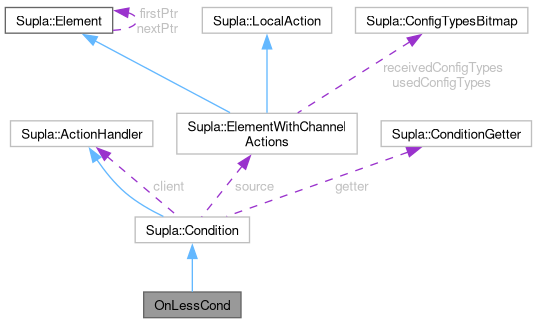 Supla::Element
firstPtr
nextPtr
Supla::LocalAction
Supla::ConfigTypesBitmap
receivedConfigTypes
usedConfigTypes
Supla::ActionHandler
Supla::ElementWithChannel
Actions
Supla::ConditionGetter
client
source
getter
Supla::Condition
OnLessCond